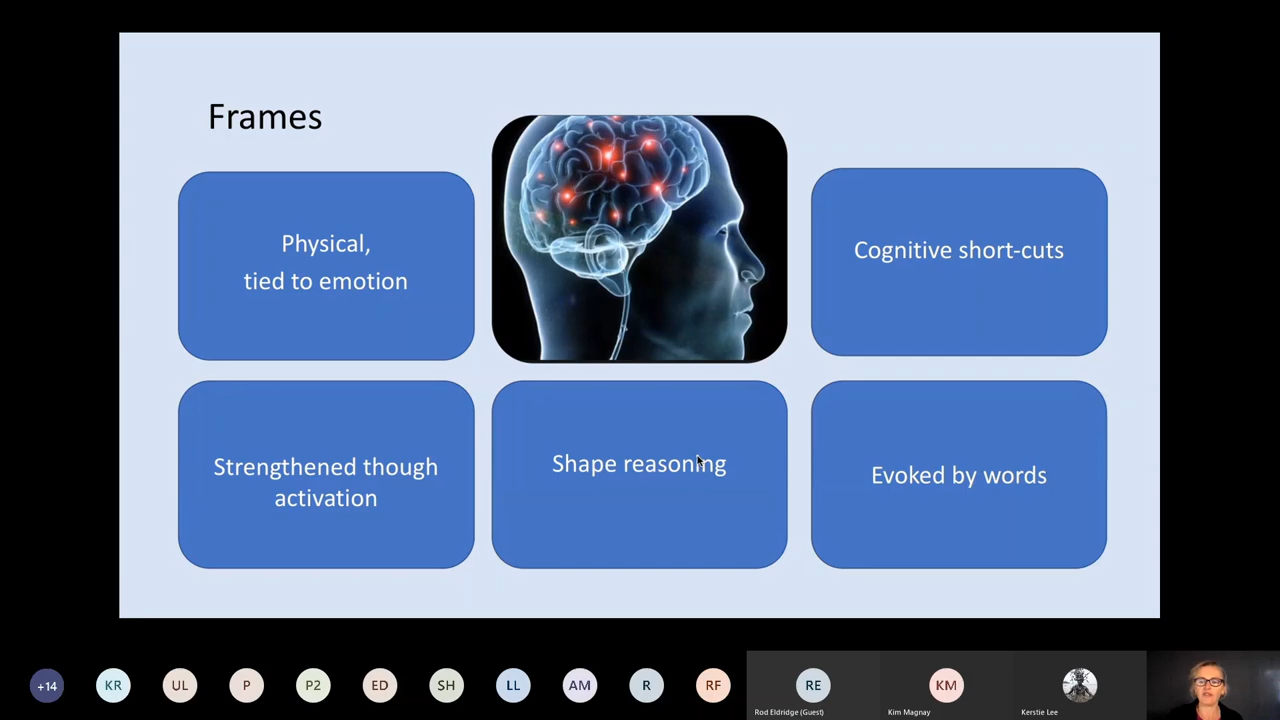 Frames
Physical,
tied to emotion
Cognitive short-cuts
Strengthened though
activation
Shape reasoning
Evoked by words
+14
KR
UL
P
P2
ED
SH
LL
AM
R
RF
RE
KM
Rod Eldridge (Guest)
Kim Magnay
Kerstie Lee